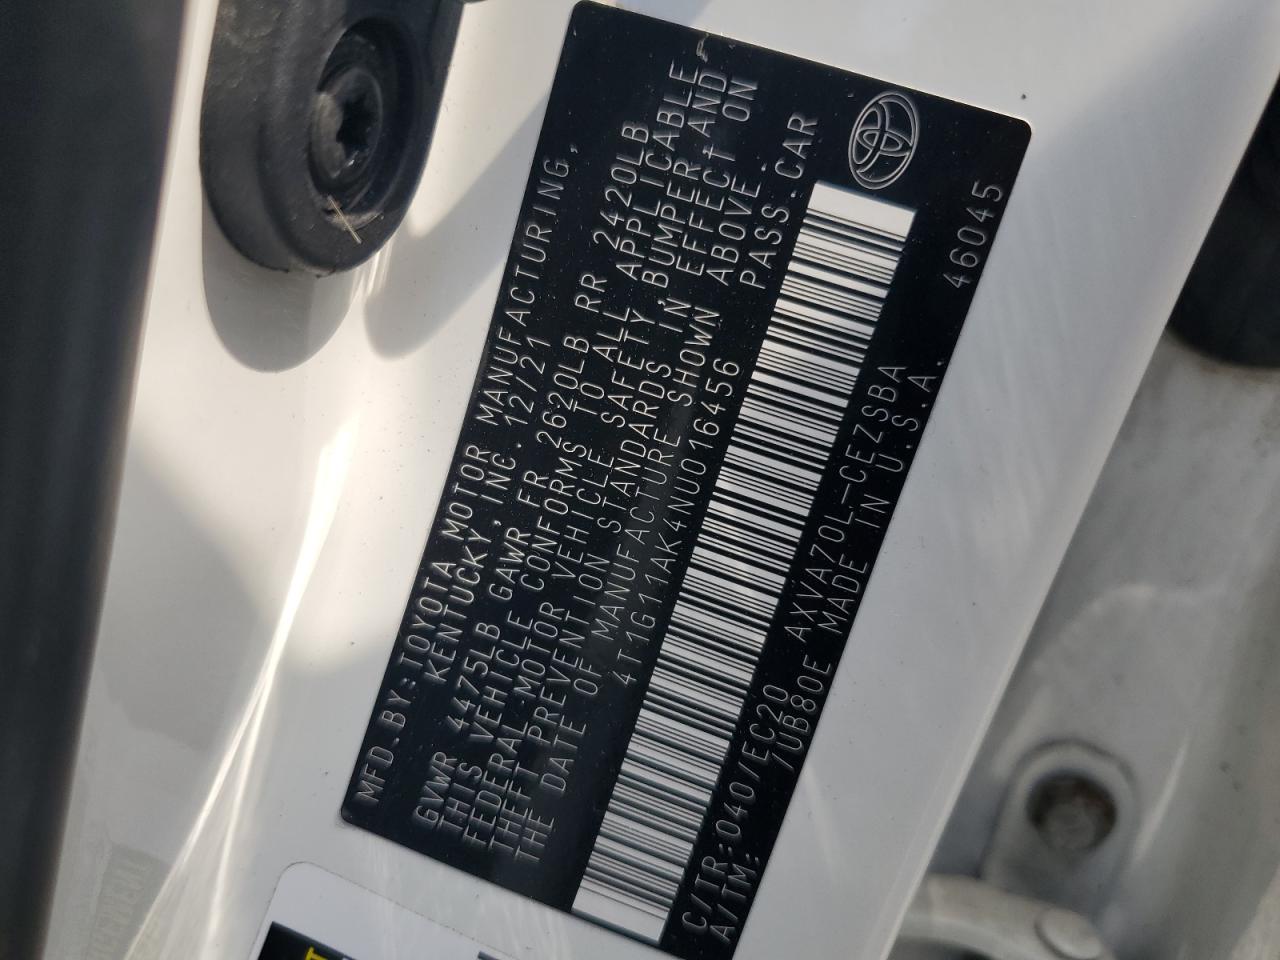 MFD.BY:TOYOTA MOTOR MANUFACTURING,
KENTUCKY,INC. 12/21
GVWR 4475LB GAWR FR 2620LB RR 2420LB
THIS VEHICLE CONFORMS TO ALL APPLICABLE
FEDERAL MOTOR VEHICLE SAFETY,BUMPER,AND
THEFT PREVENTION STANDARDS IN EFFECT ON
THE DATE OF MANUFACTURE SHOWN ABOVE.
4T1G11AK4NU016456 PASS.CAR
C/TR:040/EC20 AXVA70L-CEZSBA 46045
A/TM: /UB80E MADE IN U.S.A.